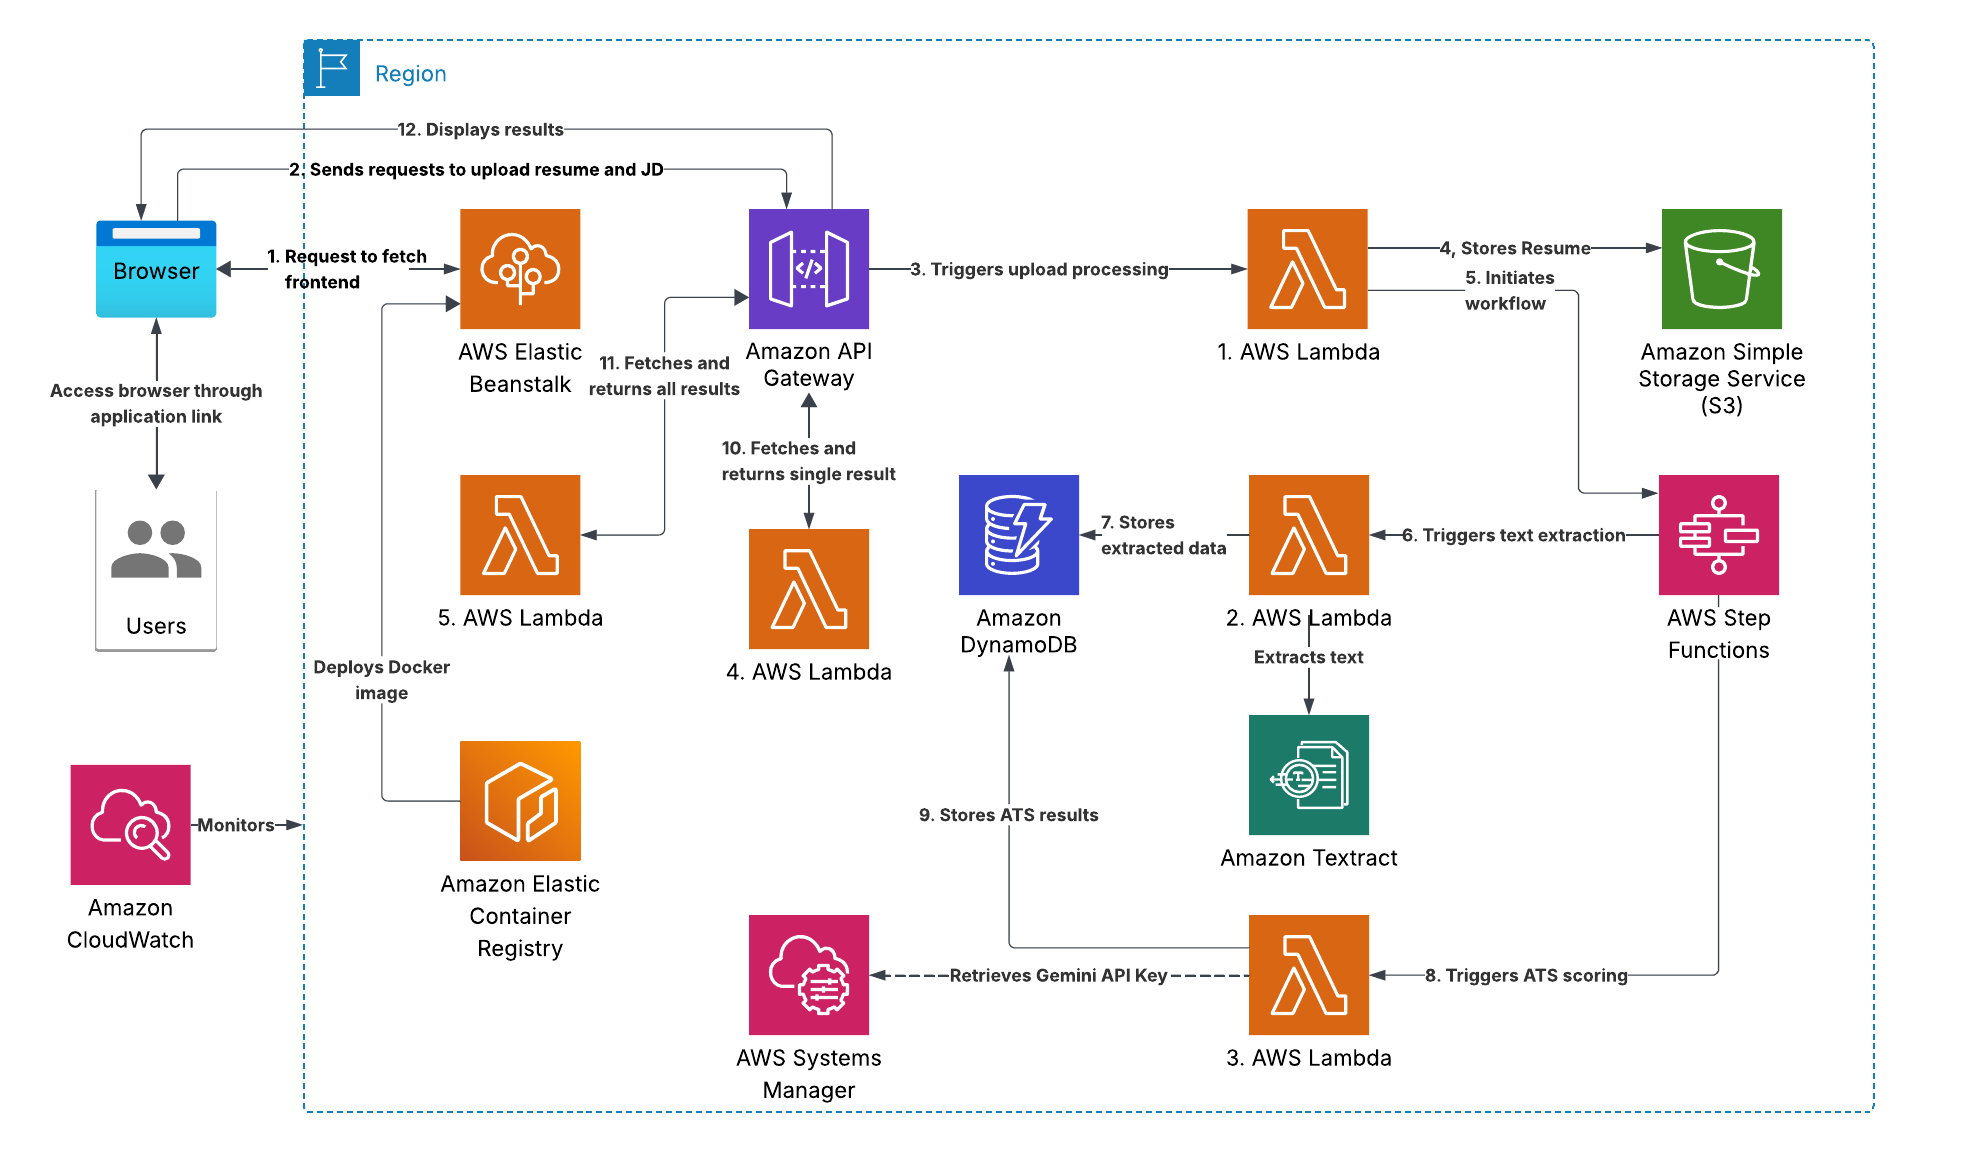 Region
12. Displays results
2. Sends requests to upload resume and JD
Browser
1. Request to fetch
frontend
AWS Elastic
Beanstalk
Amazon API
Gateway
3. Triggers upload processing
1. AWS Lambda
4, Stores Resume
5. Initiates
workflow
Amazon Simple
Storage Service
(S3)
Access browser through
application link
Users
11. Fetches and
returns all results
10. Fetches and
returns single result
5. AWS Lambda
4. AWS Lambda
Amazon
DynamoDB
7. Stores
extracted data
2. AWS Lambda
6. Triggers text extraction
AWS Step
Functions
Extracts text
Amazon Textract
Deploys Docker
image
Monitors
Amazon
CloudWatch
Amazon Elastic
Container
Registry
9. Stores ATS results
AWS Systems
Manager
Retrieves Gemini API Key
3. AWS Lambda
8. Triggers ATS scoring